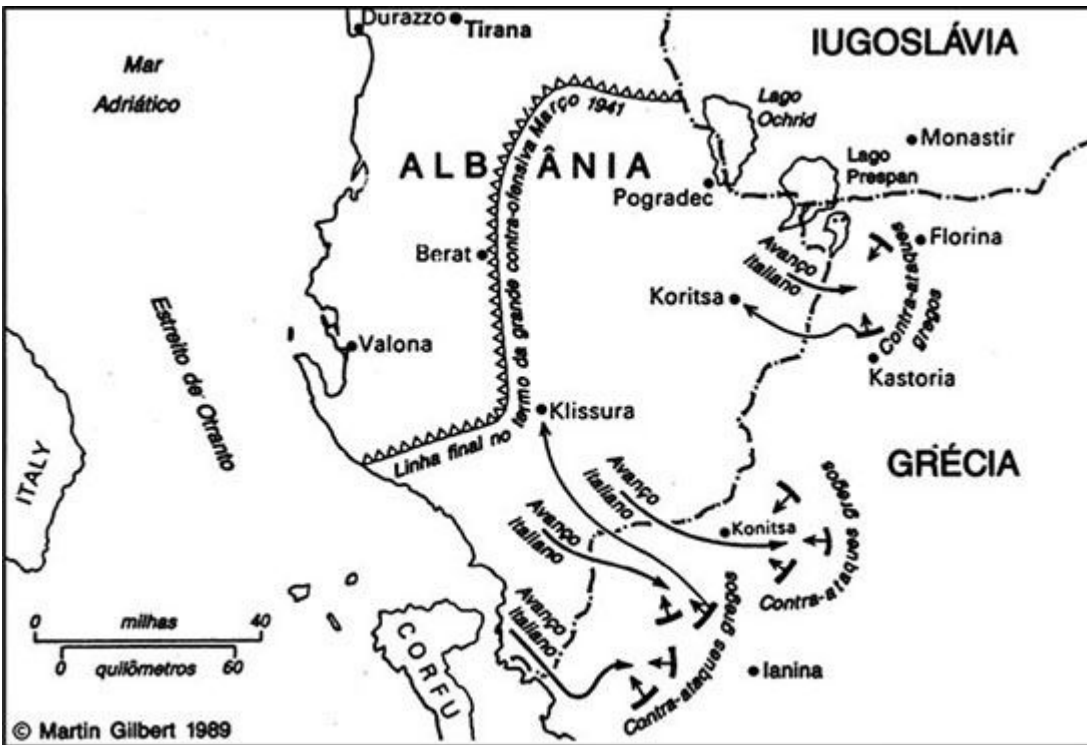 Durazzo
Tirana
IUGOSLÁVIA
Mar
Adriático
Lago
Ochrid
Monastir
Lago
Prespan
ALBÂNIA
Pogradec
Linha final no termo da grande contra-ofensiva Março 1941
Berat
Florina
Avanço
italiano
Contra-ataques
gregos
Koritsa
Estreito de Otranto
Valona
Kastoria
Klissura
ITALY
GRÉCIA
Avanço
italiano
Konitsa
Contra-ataques gregos
Avanço
italiano
Avanço
italiano
Contra-ataques gregos
Ianina
CORFU
0 milhas 40
0 quilômetros 60
© Martin Gilbert 1989